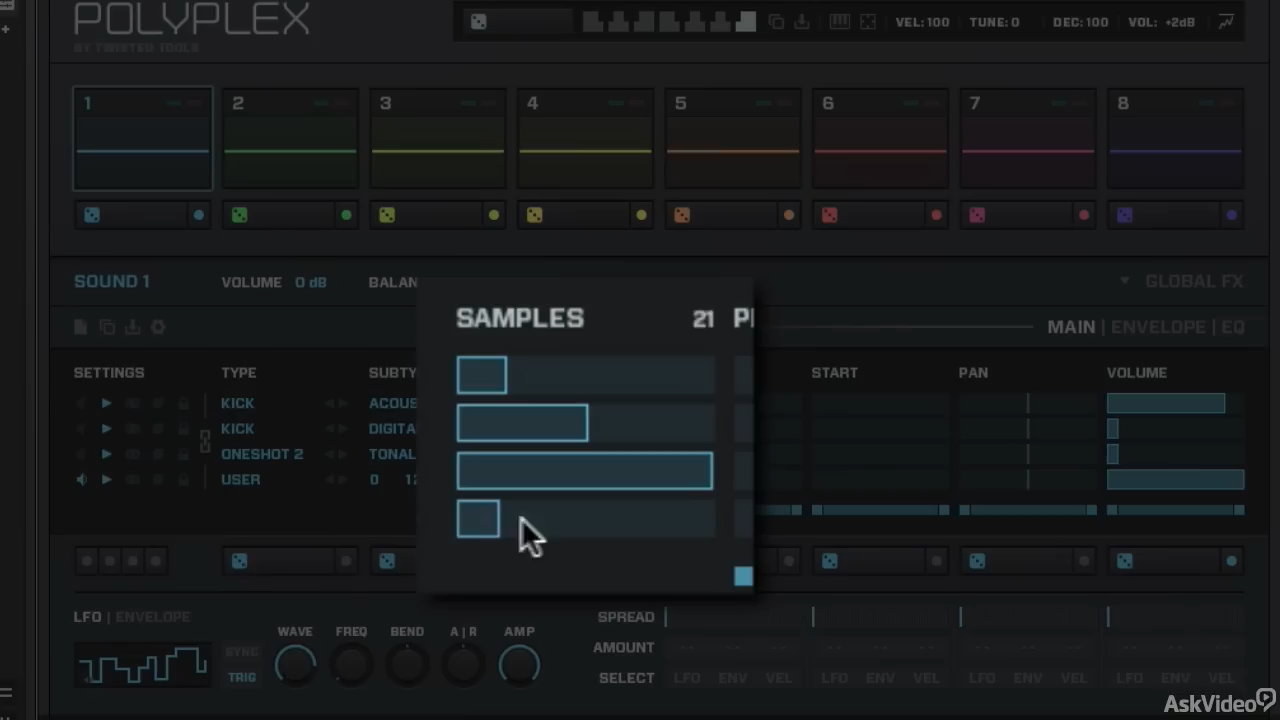 POLYPLEX
BY TWISTED TOOLS
VEL: 100 TUNE: 0 DEC: 100 VOL: +2dB
1 2 3 4 5 6 7 8
SOUND 1 VOLUME 0 dB BALAN GLOBAL FX
SAMPLES 21
MAIN | ENVELOPE | EQ
SETTINGS TYPE SUBTY START PAN VOLUME
KICK ACOUS
KICK DIGITA
ONESHOT 2 TONAL
USER 0 12
LFO | ENVELOPE SPREAD
WAVE FREQ BEND A|R AMP
SYNC AMOUNT
TRIG SELECT LFO ENV VEL LFO ENV VEL LFO ENV VEL LFO ENV VEL
AskVideo